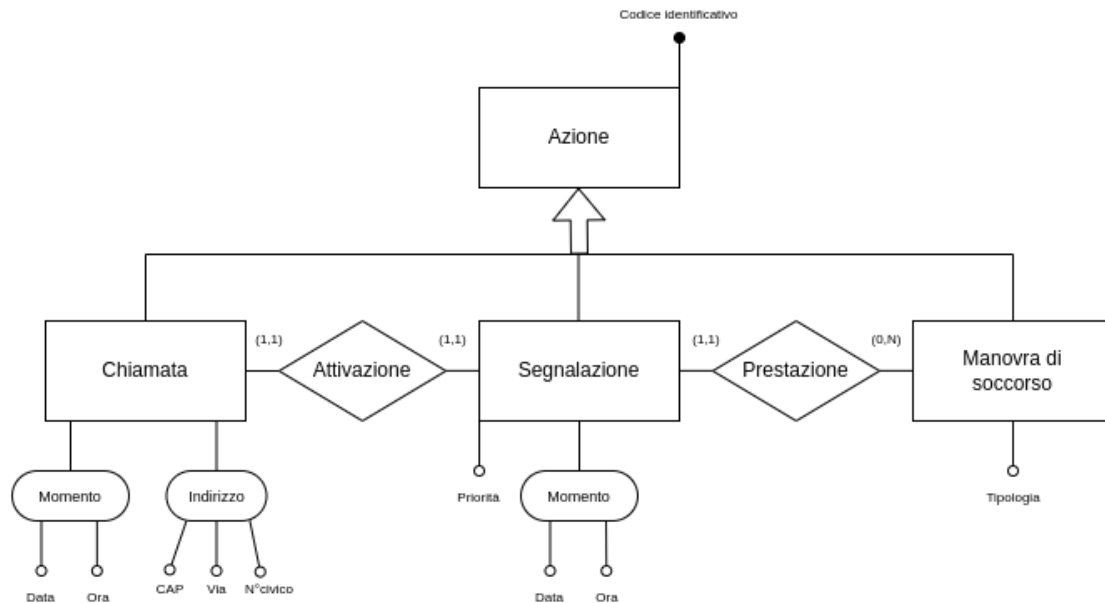 Codice identificativo
Azione
(1,1)
(1,1)
(1,1)
(0,N)
Chiamata
Attivazione
Segnalazione
Prestazione
Manovra di
soccorso
Momento
Indirizzo
Priorità
Momento
Tipologia
Data
Ora
CAP
Via
N°civico
Data
Ora